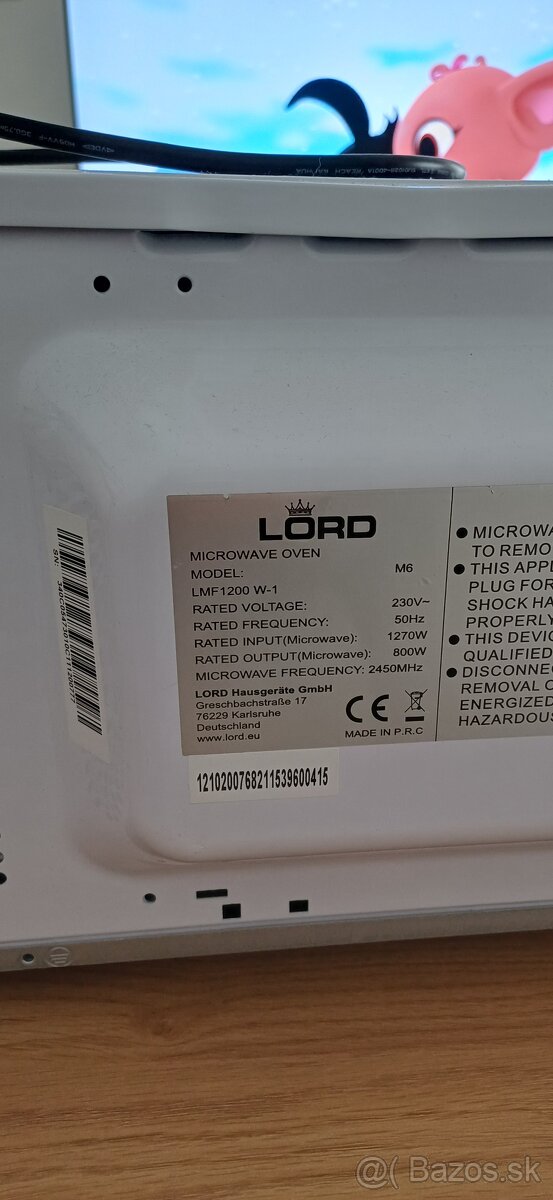 LORD
MICROWAVE OVEN
MODEL: M6
LMF1200 W-1
RATED VOLTAGE: 230V~
RATED FREQUENCY: 50Hz
RATED INPUT(Microwave): 1270W
RATED OUTPUT(Microwave): 800W
MICROWAVE FREQUENCY: 2450MHz
LORD Hausgeräte GmbH
Greschbachstraße 17
76229 Karlsruhe
Deutschland
www.lord.eu
CE
MADE IN P.R.C
● MICROWA
TO REMO
● THIS APPL
PLUG FOR
SHOCK HA
PROPERLY
● THIS DEVIC
QUALIFIED
● DISCONNEC
REMOVAL O
ENERGIZED
HAZARDOUS
1210200768211539600415
SN:
@ Bazos.sk